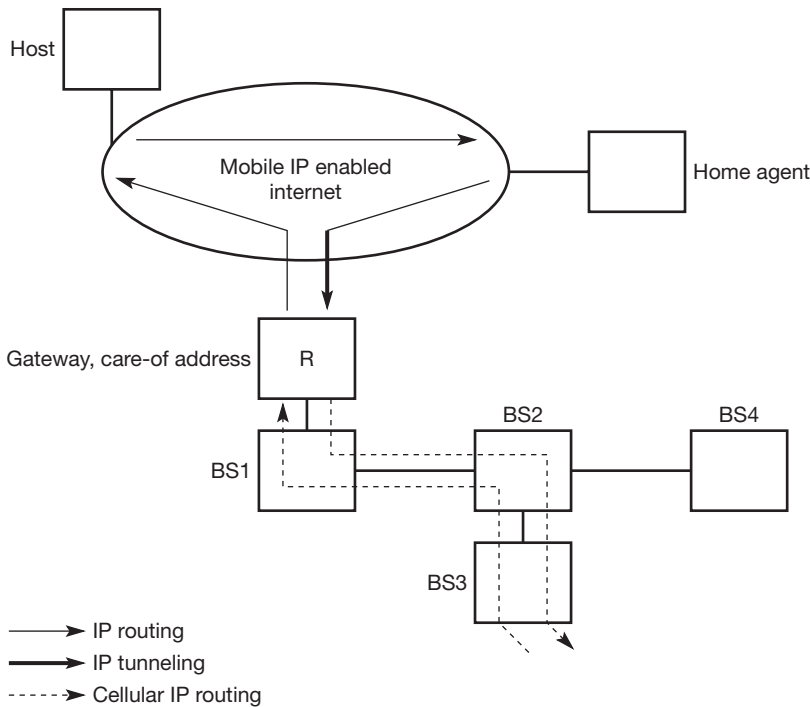 Host
Mobile IP enabled
internet
Home agent
Gateway, care-of address
R
BS2
BS4
BS1
BS3
IP routing
IP tunneling
Cellular IP routing